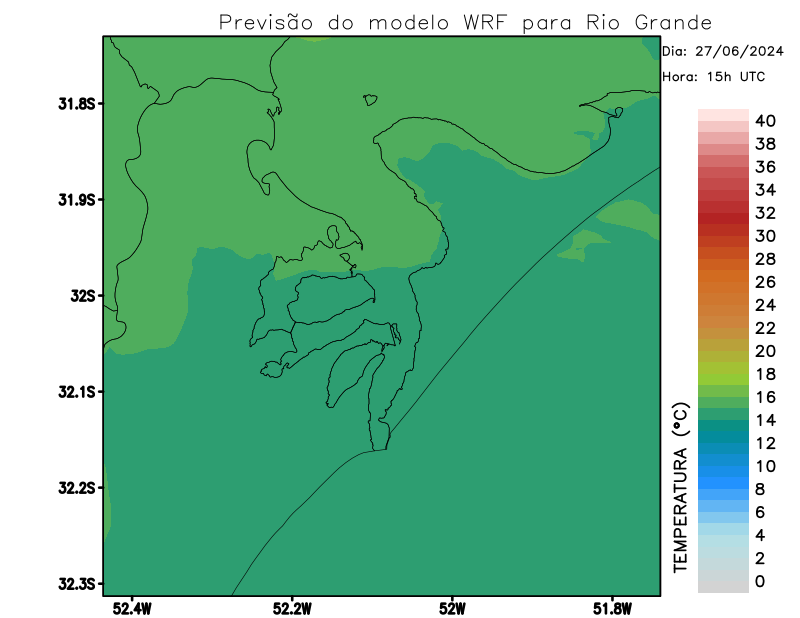 Previsão do modelo WRF para Rio Grande
Dia: 27/06/2024
Hora: 15h UTC
31.8S
31.9S
32S
32.1S
32.2S
32.3S
52.4W
52.2W
52W
51.8W
TEMPERATURA (°C)
40
38
36
34
32
30
28
26
24
22
20
18
16
14
12
10
8
6
4
2
0